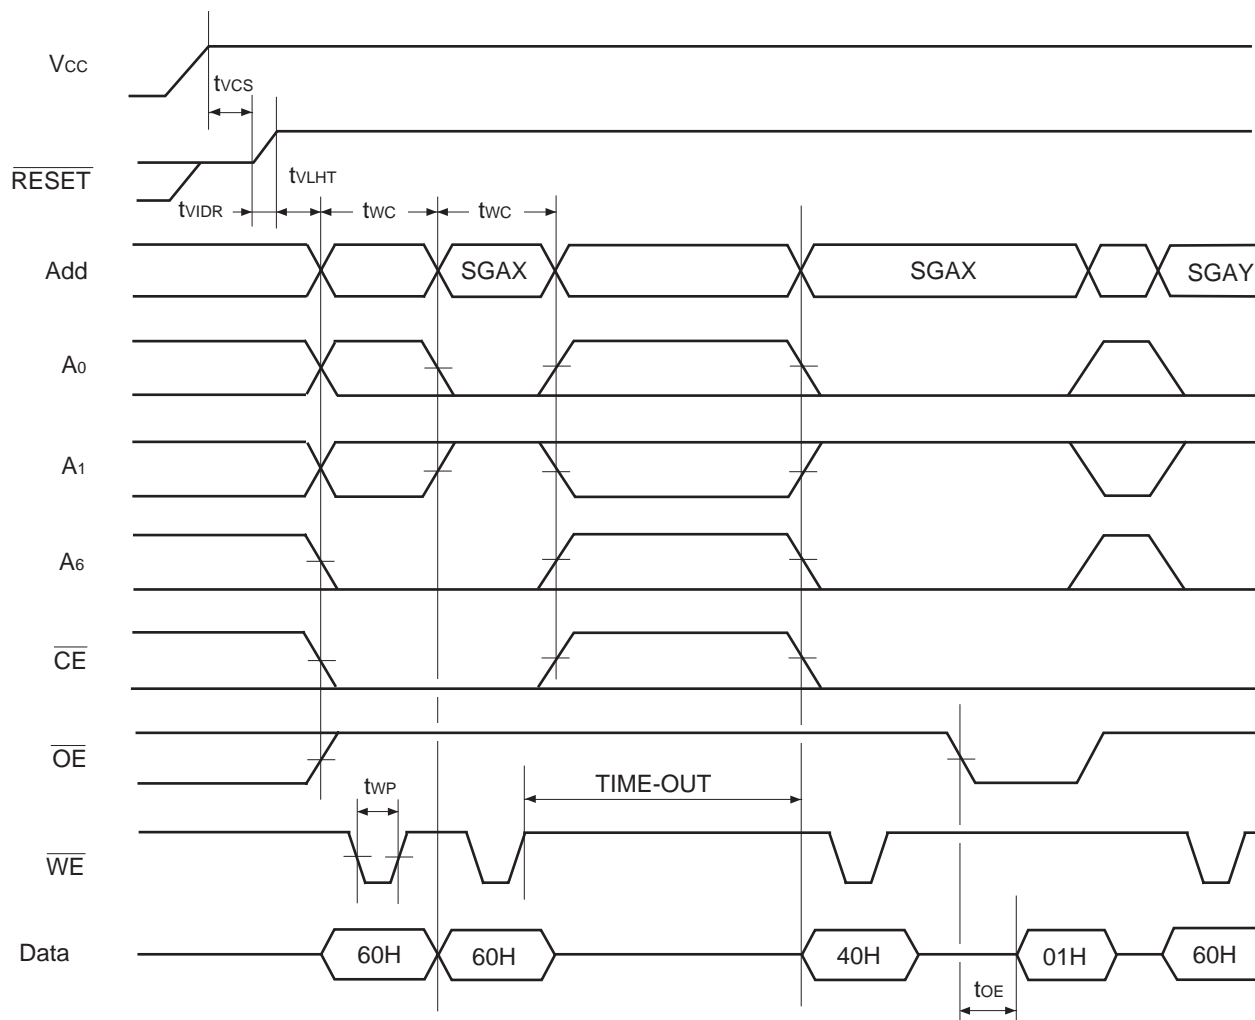 VCC
tVCS
RESET
tVLHT
tVIDR tWC tWC
Add SGAX SGAX SGAY
A0
A1
A6
CE
OE
tWP TIME-OUT
WE
Data 60H 60H 40H 01H 60H
tOE